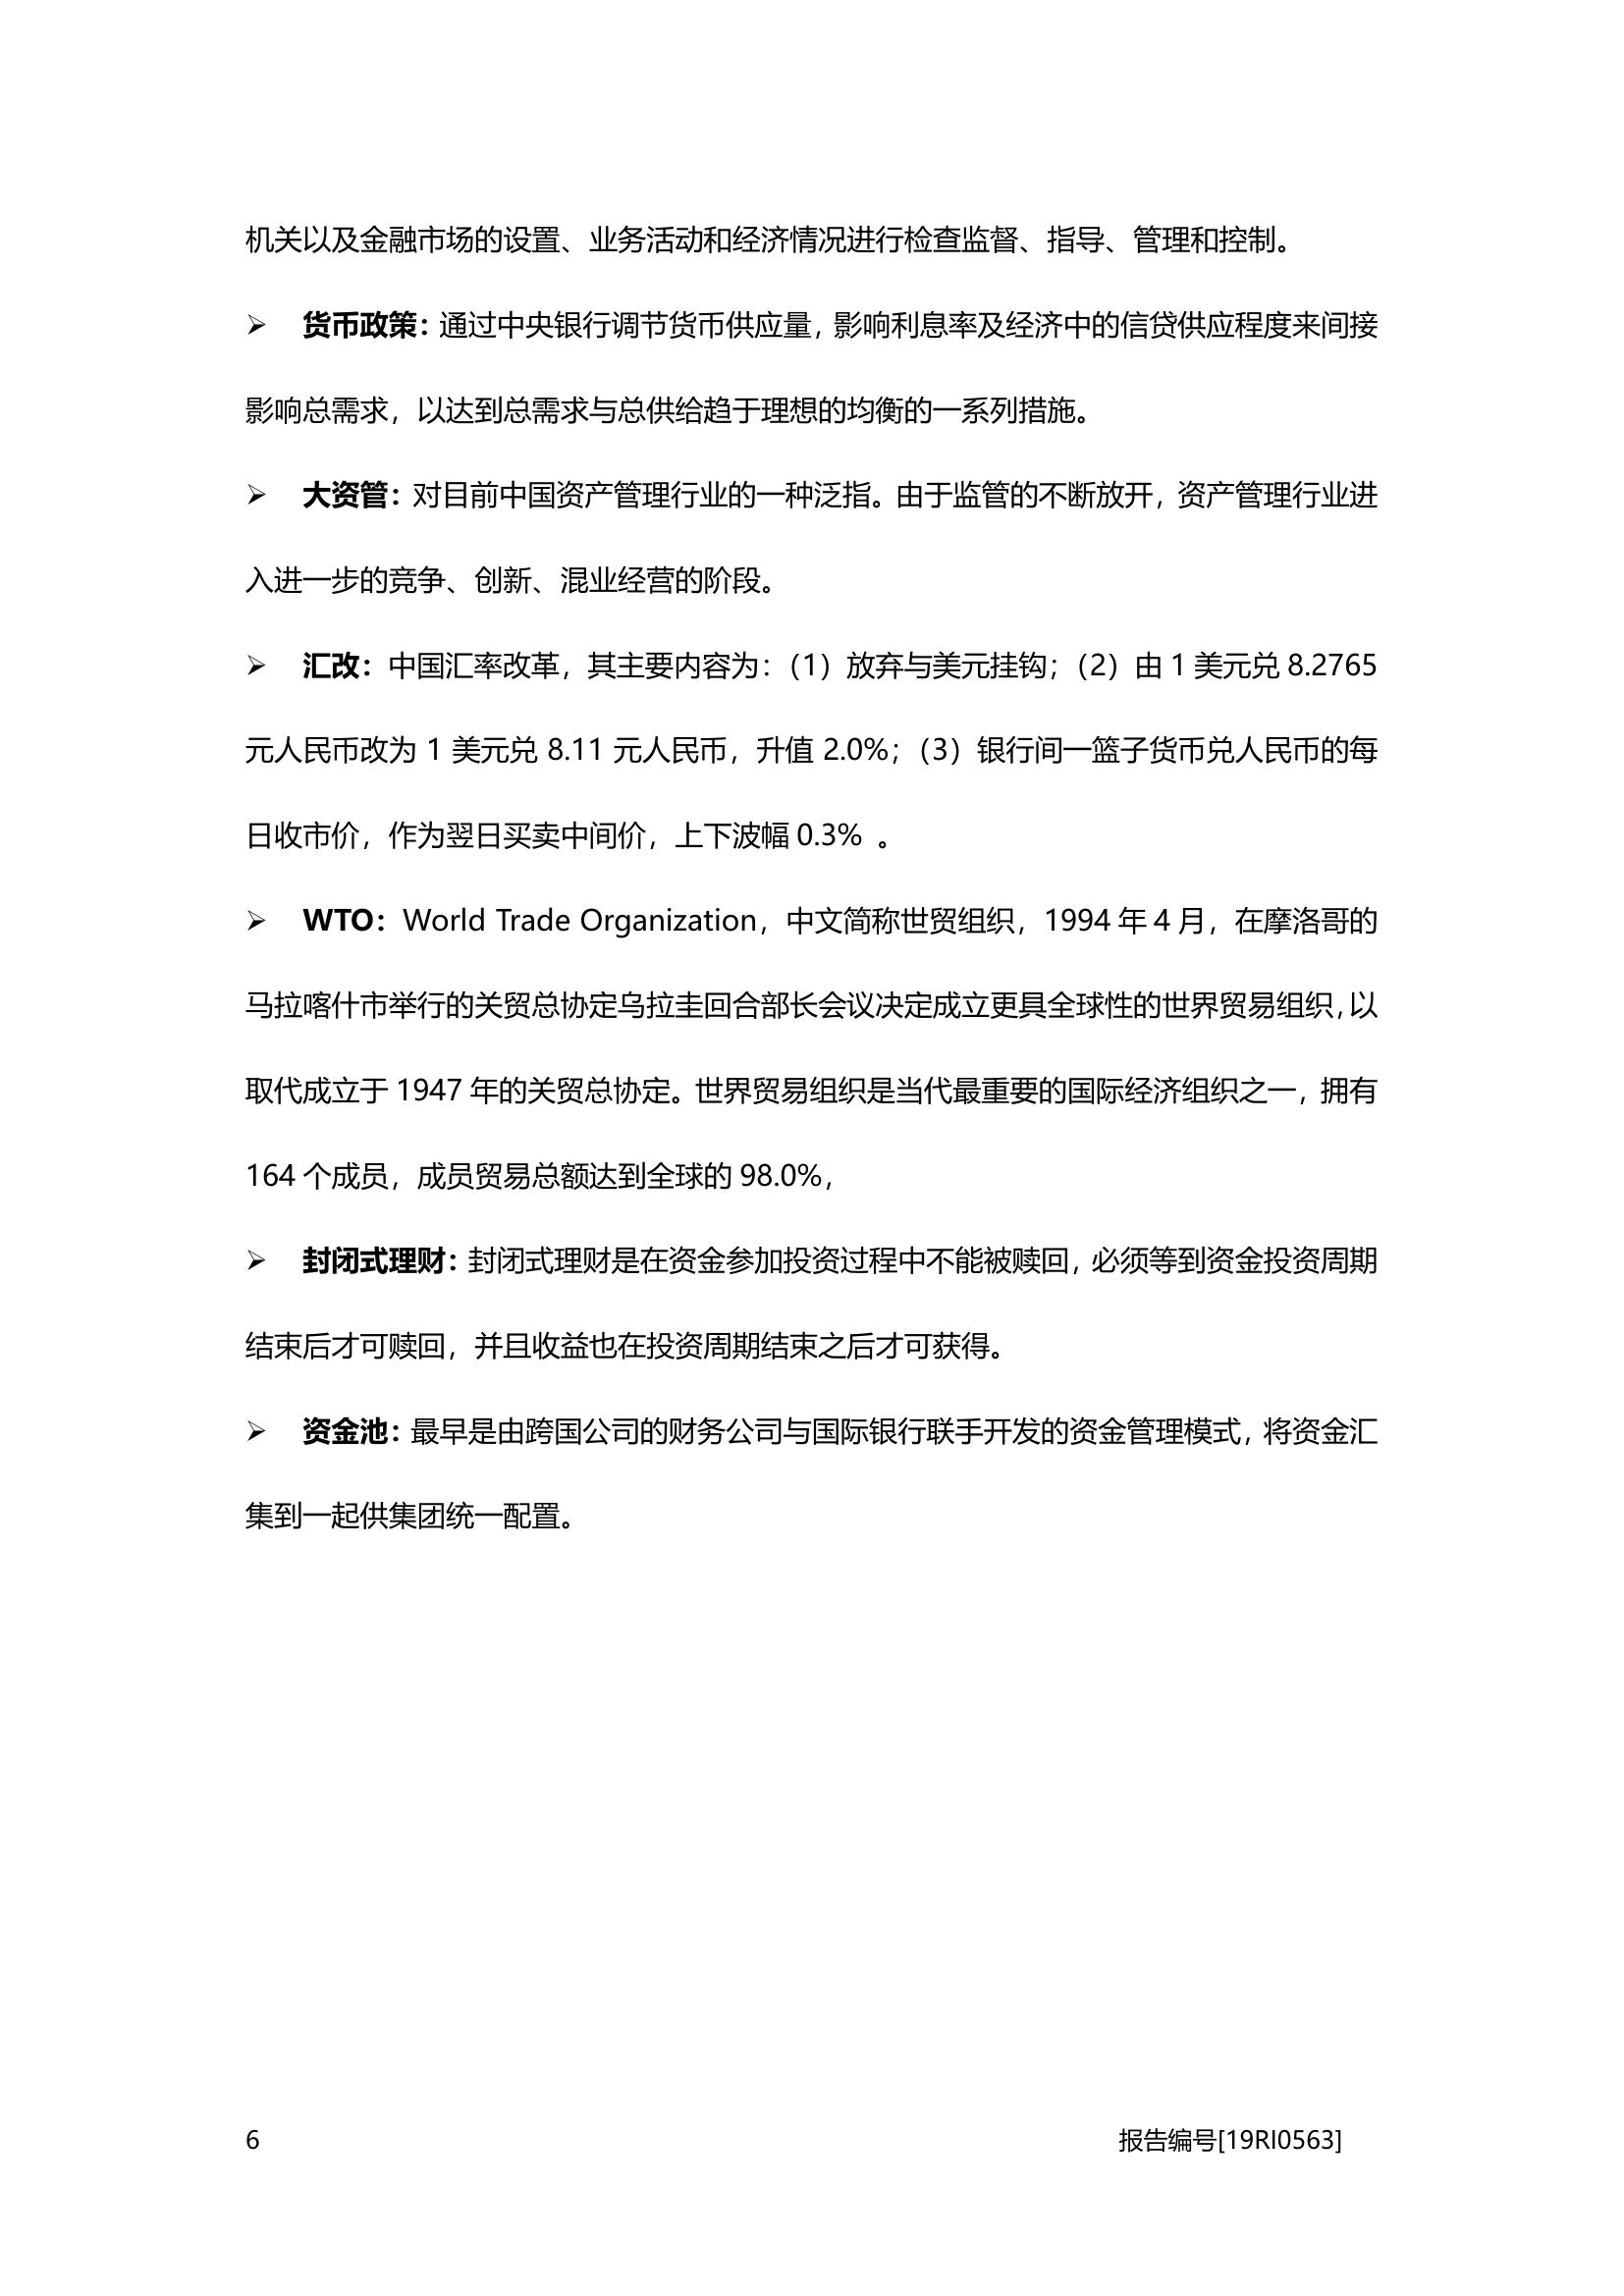 机关以及金融市场的设置、业务活动和经济情况进行检查监督、指导、管理和控制。
➢ 货币政策：通过中央银行调节货币供应量，影响利息率及经济中的信贷供应程度来间接
影响总需求，以达到总需求与总供给趋于理想的均衡的一系列措施。
➢ 大资管：对目前中国资产管理行业的一种泛指。由于监管的不断放开，资产管理行业进
入进一步的竞争、创新、混业经营的阶段。
➢ 汇改：中国汇率改革，其主要内容为：（1）放弃与美元挂钩；（2）由 1 美元兑 8.2765
元人民币改为 1 美元兑 8.11 元人民币，升值 2.0%；（3）银行间一篮子货币兑人民币的每
日收市价，作为翌日买卖中间价，上下波幅 0.3% 。
➢ WTO：World Trade Organization，中文简称世贸组织，1994 年 4 月，在摩洛哥的
马拉喀什市举行的关贸总协定乌拉圭回合部长会议决定成立更具全球性的世界贸易组织，以
取代成立于 1947 年的关贸总协定。世界贸易组织是当代最重要的国际经济组织之一，拥有
164 个成员，成员贸易总额达到全球的 98.0%，
➢ 封闭式理财：封闭式理财是在资金参加投资过程中不能被赎回，必须等到资金投资周期
结束后才可赎回，并且收益也在投资周期结束之后才可获得。
➢ 资金池：最早是由跨国公司的财务公司与国际银行联手开发的资金管理模式，将资金汇
集到一起供集团统一配置。
6 报告编号[19RI0563]